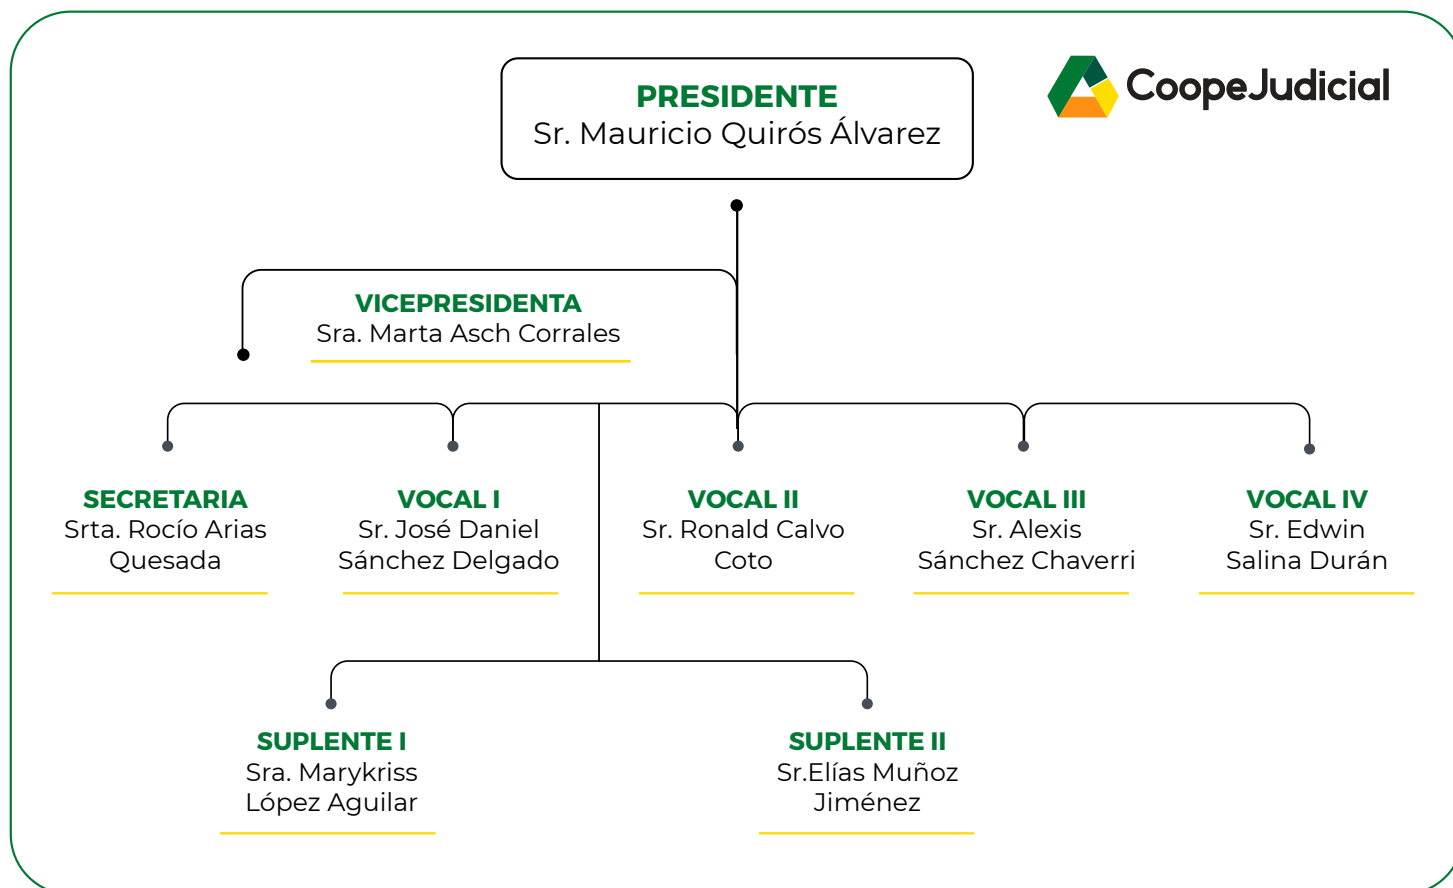 PRESIDENTE
Sr. Mauricio Quirós Álvarez
CoopeJudicial
VICEPRESIDENTA
Sra. Marta Asch Corrales
SECRETARIA
Srta. Rocío Arias
Quesada
VOCAL I
Sr. José Daniel
Sánchez Delgado
VOCAL II
Sr. Ronald Calvo
Coto
VOCAL III
Sr. Alexis
Sánchez Chaverri
VOCAL IV
Sr. Edwin
Salina Durán
SUPLENTE I
Sra. Marykriss
López Aguilar
SUPLENTE II
Sr.Elías Muñoz
Jiménez